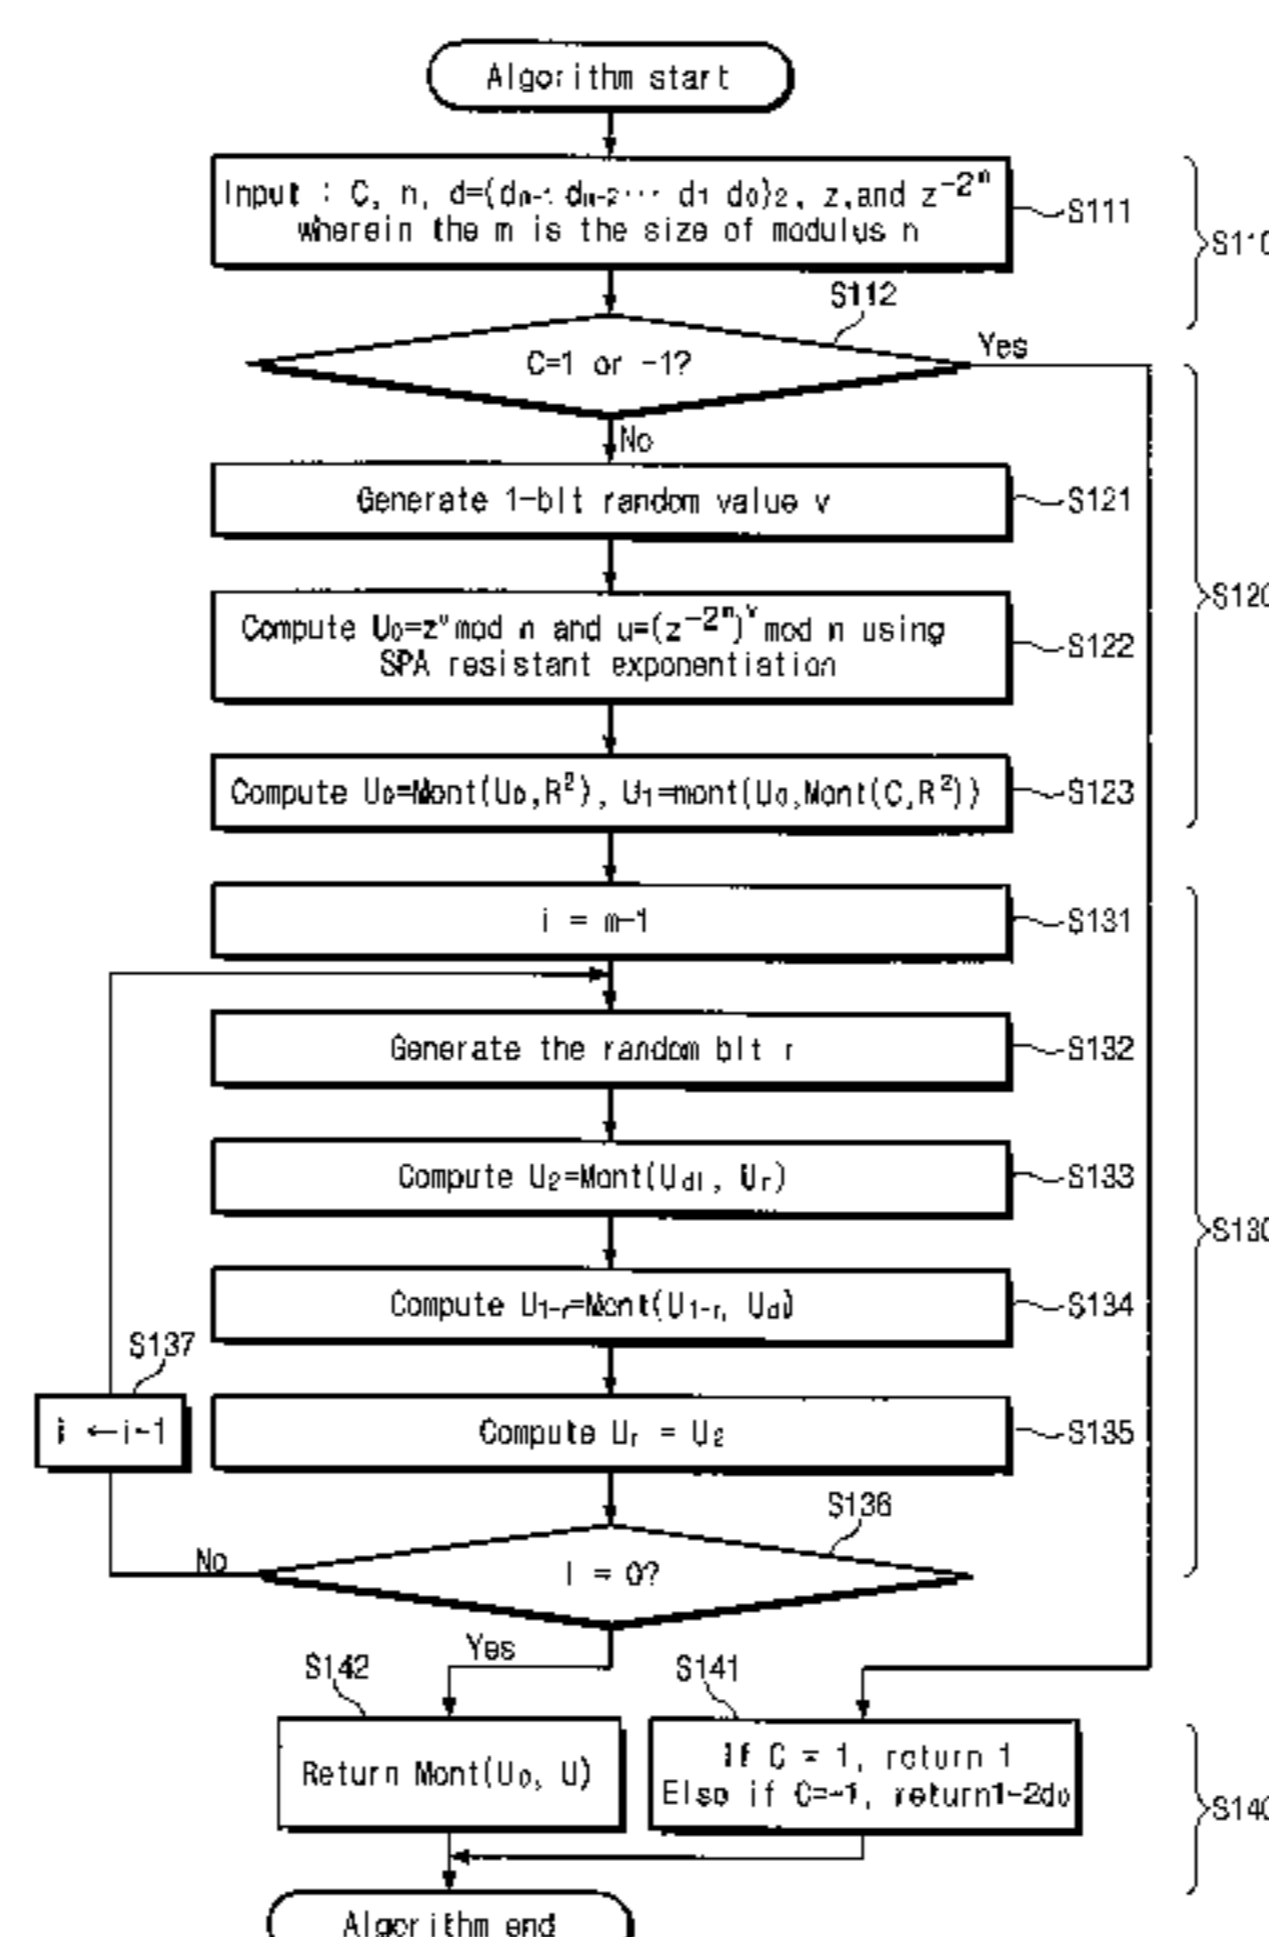 Algorithm start
Input : C, n, d=(dₙ₋₁ dₙ₋₂··· d₁ d₀)₂, z,and z⁻²^ᵐ
wherein the m is the size of modulus n
S111
S110
S112
C=1 or -1?
Yes
No
Generate 1-bit random value v
S121
Compute U₀=zᵛ mod n and u=(z⁻²^ᵐ)ᵛ mod n using
SPA resistant exponentiation
S122
S120
Compute U₀=Mont(U₀,R²), U₁=mont(U₀,Mont(C,R²))
S123
i = m-1
S131
Generate the random bit r
S132
Compute U₂=Mont(Udi, Ur)
S133
S130
Compute U1-r=Mont(U1-r, Udi)
S134
S137
i ←i-1
Compute Ur = U₂
S135
S136
i = 0?
No
Yes
S142
S141
Return Mont(U₀, U)
If C = 1, return 1
Else if C=-1, return1-2d₀
S140
Algorithm end